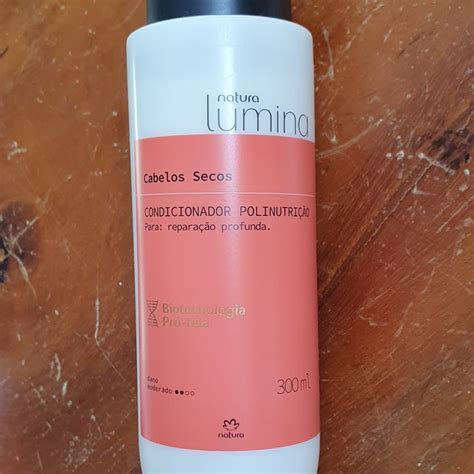 natura
lumina
Cabelos Secos
CONDICIONADOR POLINUTRIÇÃO
Para: reparação profunda.
Biotecnologia
Pró-teia
dano
moderado
300 mL
natura